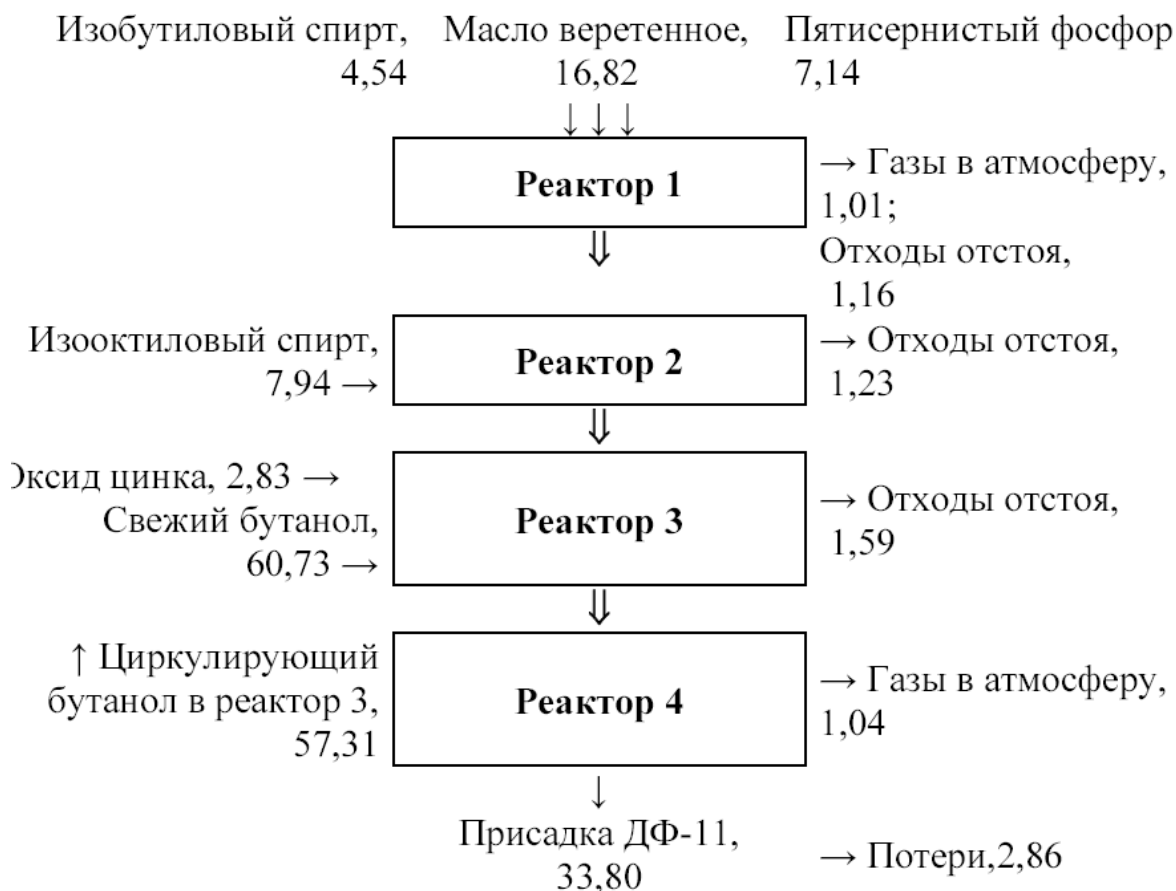 Изобутиловый спирт, Масло веретенное, Пятисернистый фосфор
4,54 16,82 7,14
↓ ↓ ↓
Реактор 1
→ Газы в атмосферу,
1,01;
⇓
Отходы отстоя,
1,16
Изооктиловый спирт,
7,94 →
Реактор 2
→ Отходы отстоя,
1,23
⇓
Оксид цинка, 2,83 →
Свежий бутанол,
60,73 →
Реактор 3
→ Отходы отстоя,
1,59
⇓
↑ Циркулирующий
бутанол в реактор 3,
57,31
Реактор 4
→ Газы в атмосферу,
1,04
↓
Присадка ДФ-11,
33,80
→ Потери,2,86